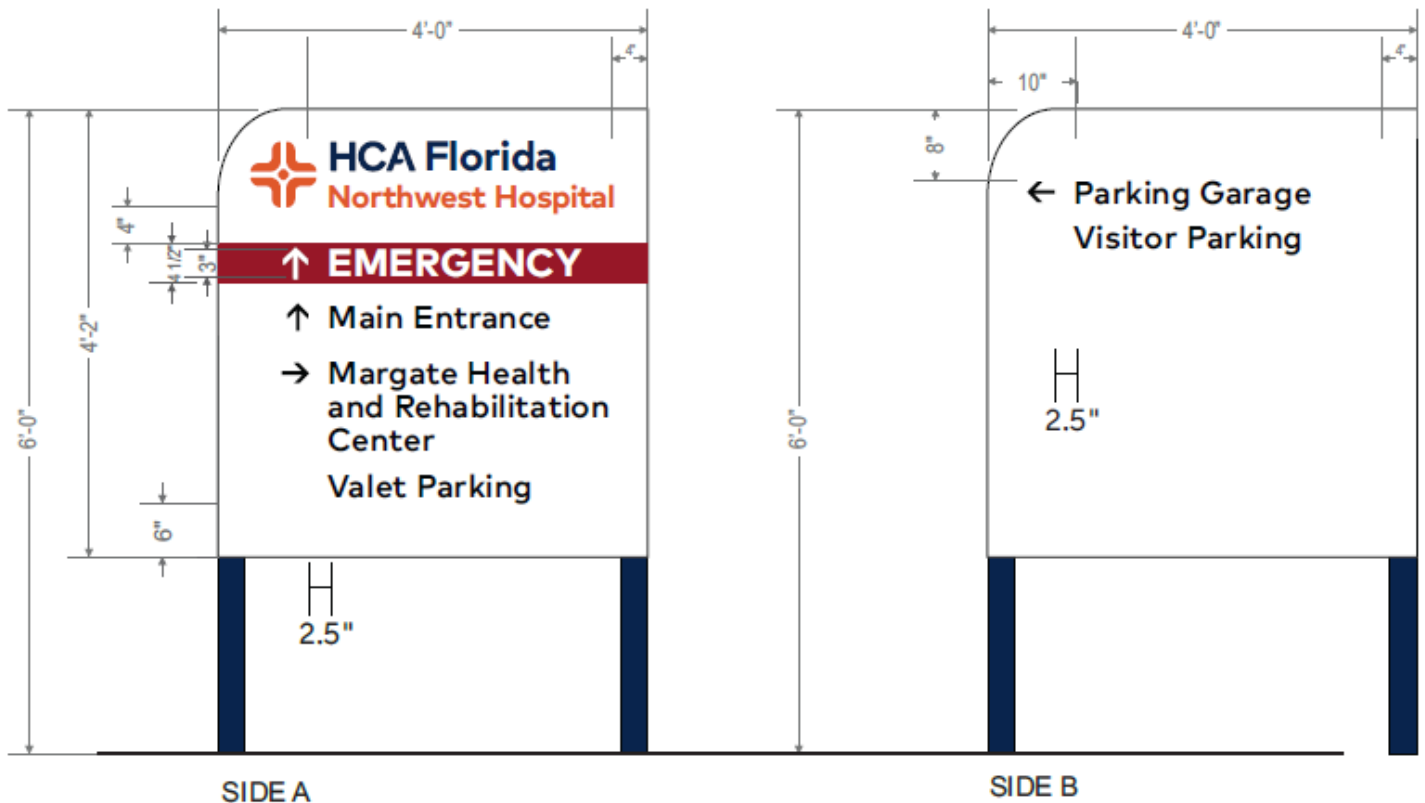 4'-0"
4"
4'-0"
4"
10"
8"
HCA Florida
Northwest Hospital
4"
4 1/2"
3"
↑ EMERGENCY
↑ Main Entrance
→ Margate Health
and Rehabilitation
Center
Valet Parking
4'-2"
6'-0"
6"
2.5"
SIDE A
← Parking Garage
Visitor Parking
2.5"
6'-0"
SIDE B